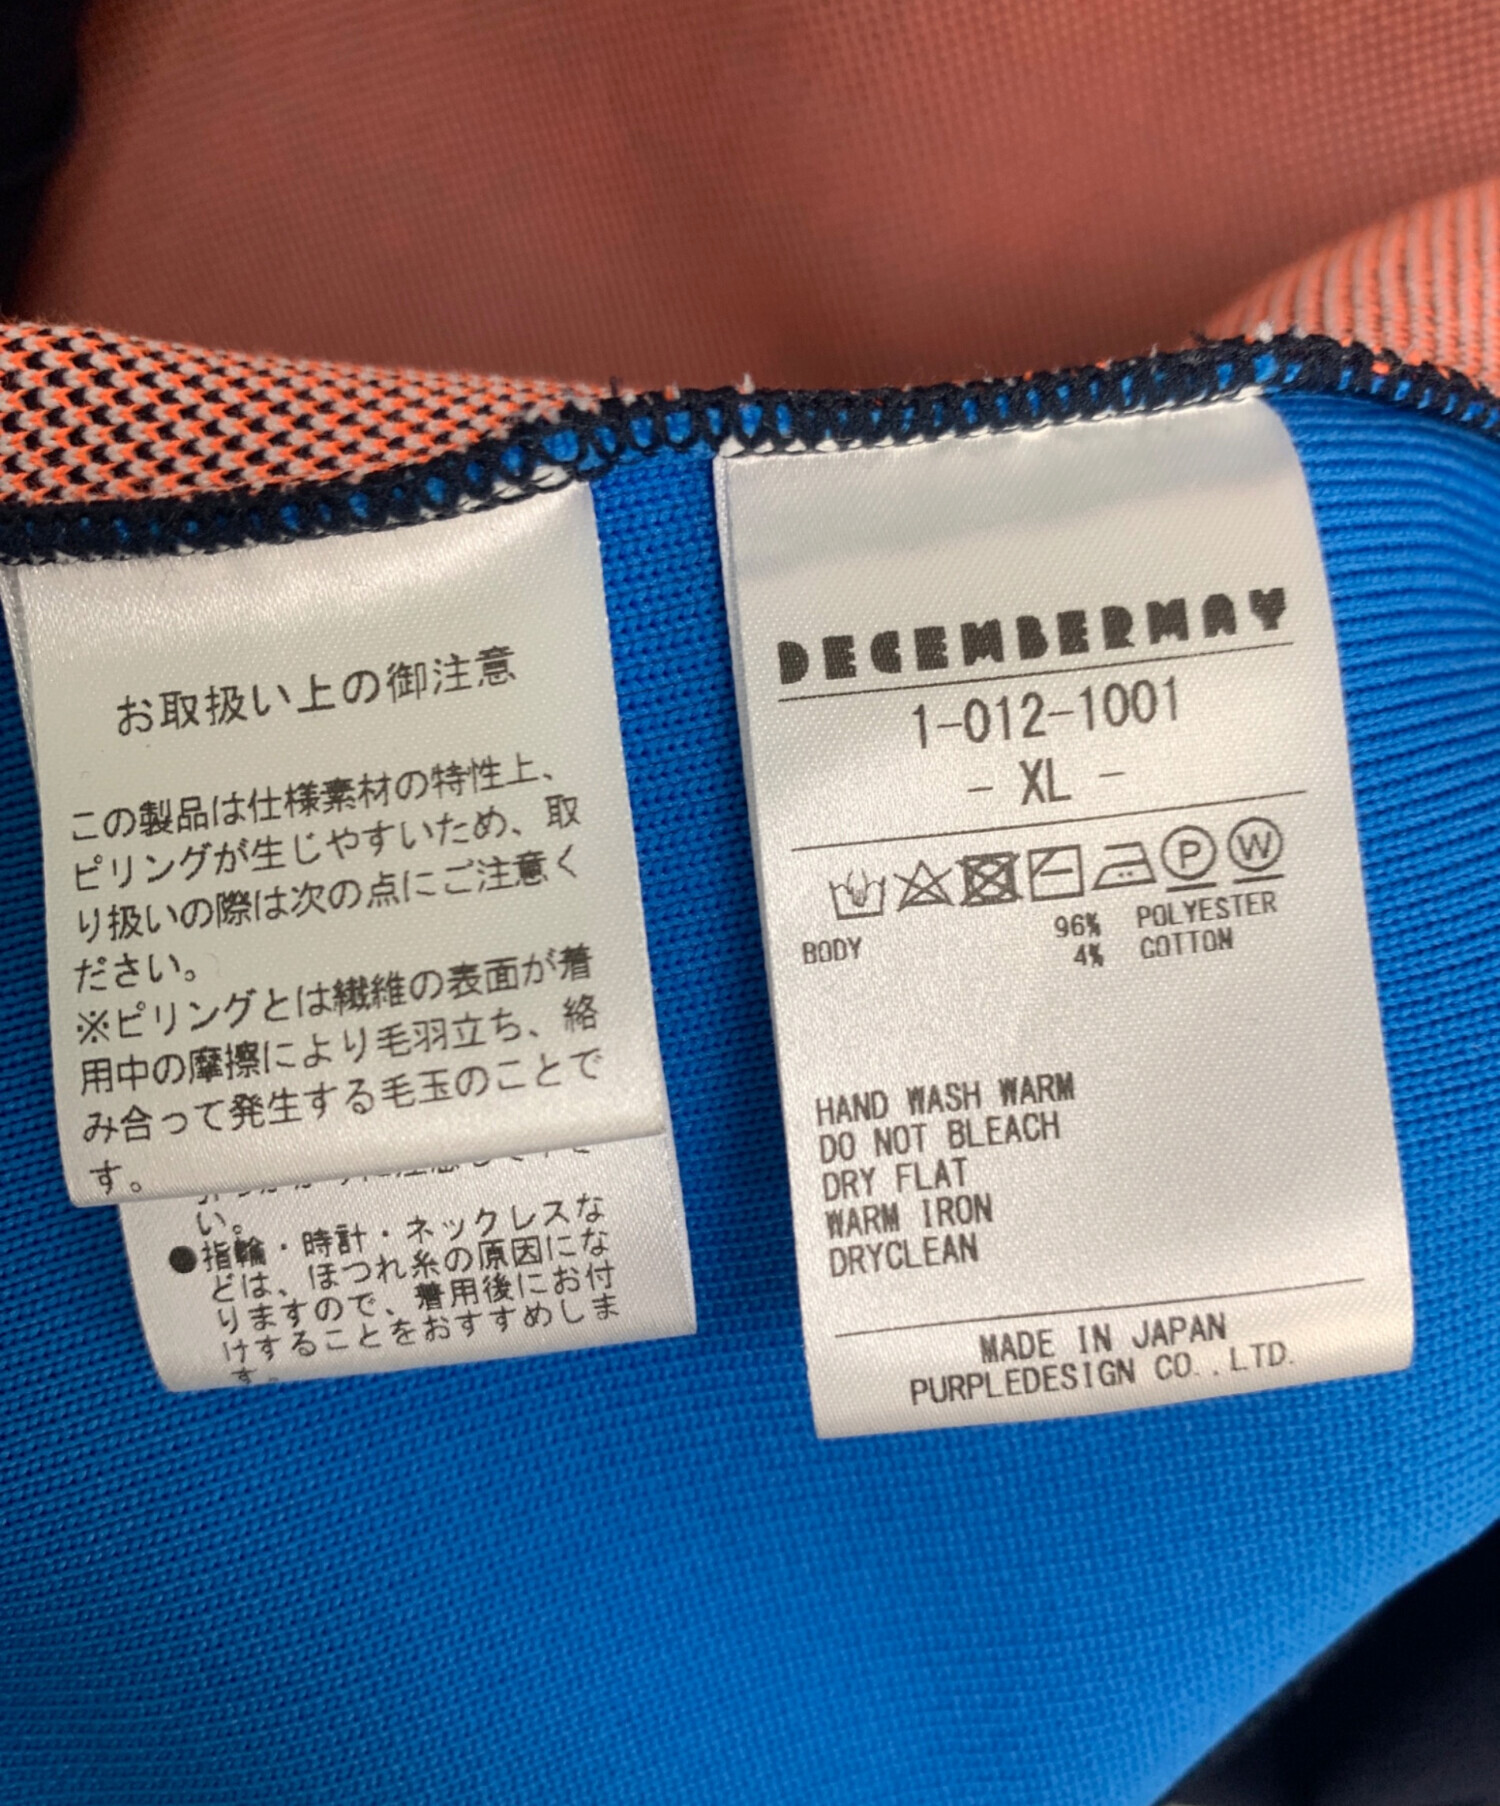 お取扱い上の御注意
この製品は仕様素材の特性上、
ピリングが生じやすいため、取
り扱いの際は次の点にご注意く
ださい。
※ピリングとは繊維の表面が着
用中の摩擦により毛羽立ち、絡
み合って発生する毛玉のことで
す。
い。
●指輪・時計・ネックレスな
どは、ほつれ糸の原因にな
りますので、着用後にお付
けすることをおすすめしま
す。
DECEMBERMAY
1-012-1001
- XL -
P W
BODY 96% POLYESTER
4% COTTON
HAND WASH WARM
DO NOT BLEACH
DRY FLAT
WARM IRON
DRYCLEAN
MADE IN JAPAN
PURPLEDESIGN CO.,LTD.